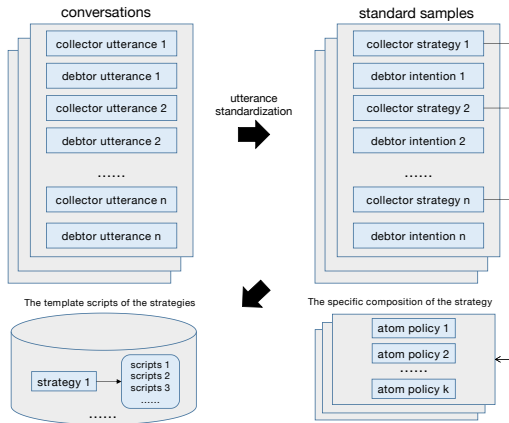 conversations
collector utterance 1
debtor utterance 1
collector utterance 2
debtor utterance 2
......
collector utterance n
debtor utterance n
utterance
standardization
standard samples
collector strategy 1
debtor intention 1
collector strategy 2
debtor intention 2
......
collector strategy n
debtor intention n
The template scripts of the strategies
strategy 1
scripts 1
scripts 2
scripts 3
......
......
The specific composition of the strategy
atom policy 1
atom policy 2
......
atom policy k